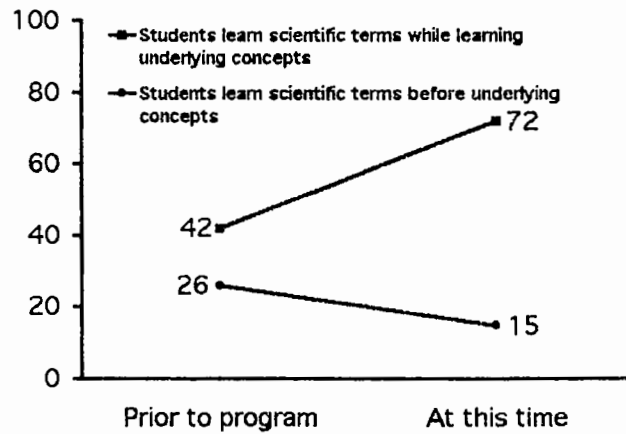 100
Students learn scientific terms while learning
underlying concepts
80
Students learn scientific terms before underlying
concepts
72
60
42
40
26
20
15
0
Prior to program
At this time